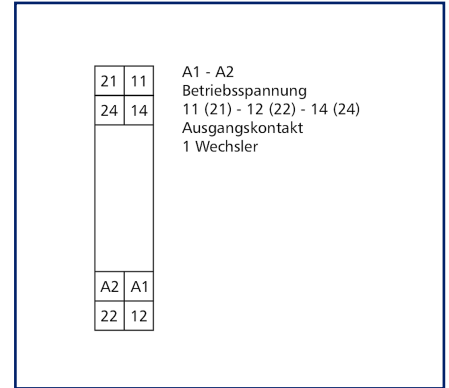 21 11
24 14
A1 - A2
Betriebsspannung
11 (21) - 12 (22) - 14 (24)
Ausgangskontakt
1 Wechsler
A2 A1
22 12